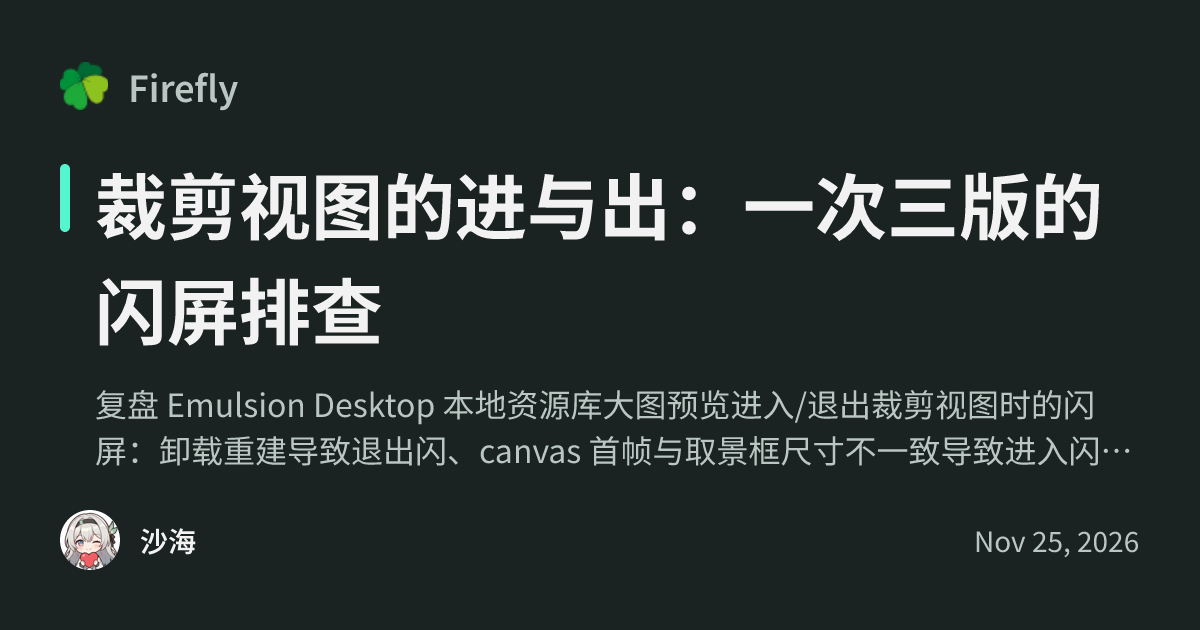 Firefly
裁剪视图的进与出：一次三版的
闪屏排查
复盘 Emulsion Desktop 本地资源库大图预览进入/退出裁剪视图时的闪
屏：卸载重建导致退出闪、canvas 首帧与取景框尺寸不一致导致进入闪…
沙海
Nov 25, 2026